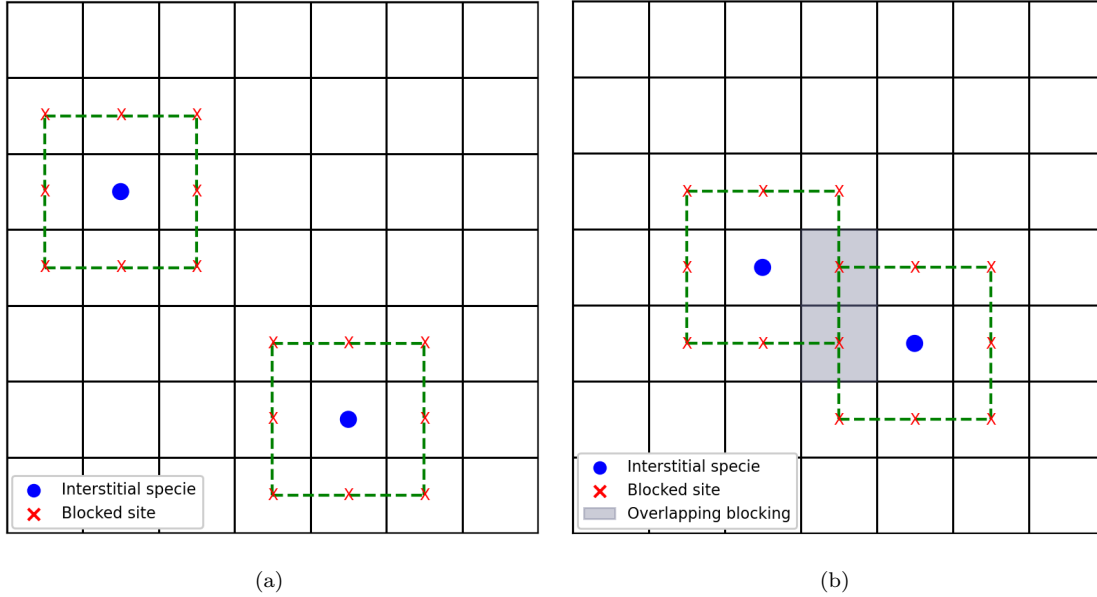 Interstitial specie
Blocked site
(a)
Interstitial specie
Blocked site
Overlapping blocking
(b)